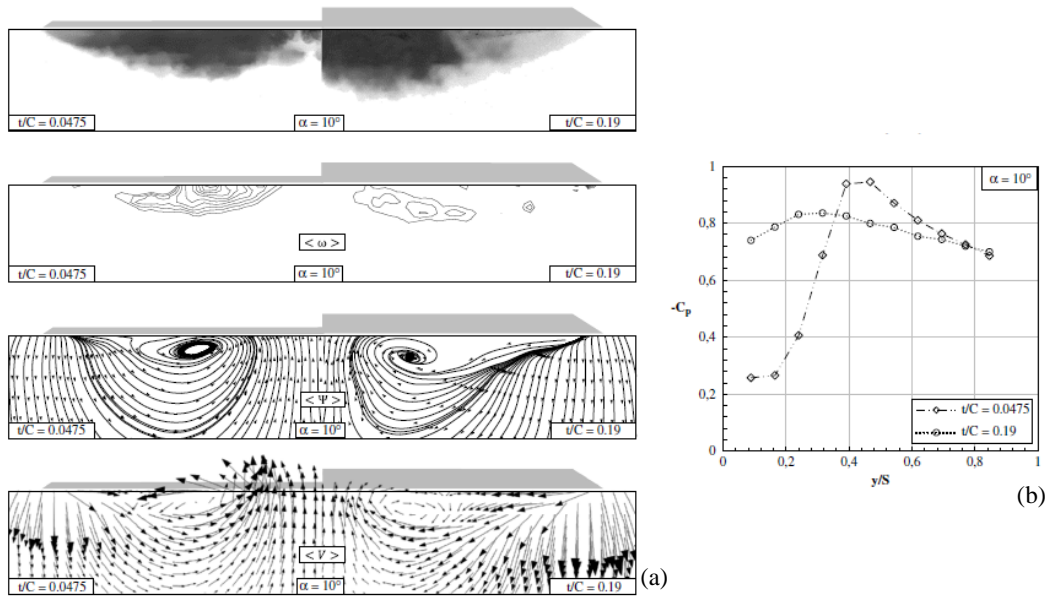 t/C = 0.0475 α = 10° t/C = 0.19
< ω >
t/C = 0.0475 α = 10° t/C = 0.19
< Ψ >
t/C = 0.0475 α = 10° t/C = 0.19
< V >
t/C = 0.0475 α = 10° t/C = 0.19
(a)
α = 10°
1
0,8
0,6
0,4
0,2
0
-Cp
0 0,2 0,4 0,6 0,8 1
y/S
t/C = 0.0475
t/C = 0.19
(b)